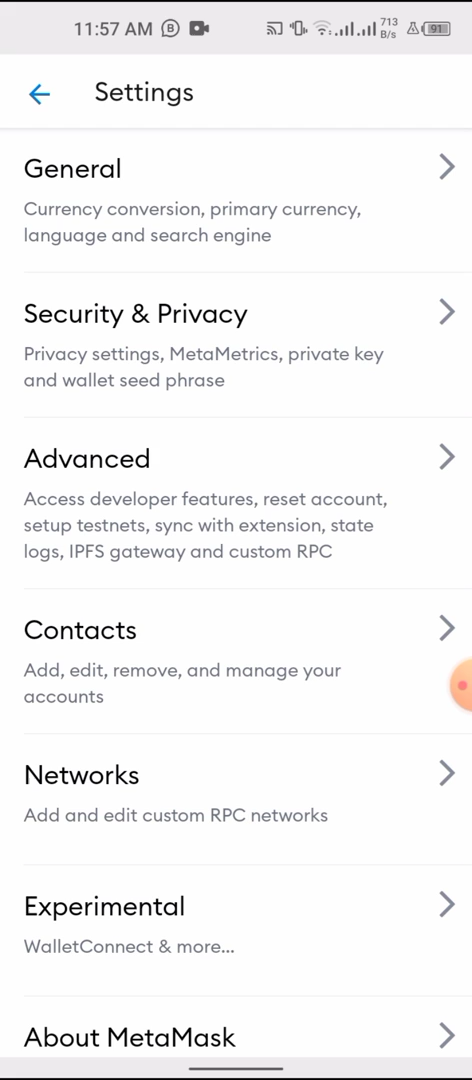 11:57 AM B 713 B/s 91
Settings
General
Currency conversion, primary currency,
language and search engine
Security & Privacy
Privacy settings, MetaMetrics, private key
and wallet seed phrase
Advanced
Access developer features, reset account,
setup testnets, sync with extension, state
logs, IPFS gateway and custom RPC
Contacts
Add, edit, remove, and manage your
accounts
Networks
Add and edit custom RPC networks
Experimental
WalletConnect & more...
About MetaMask